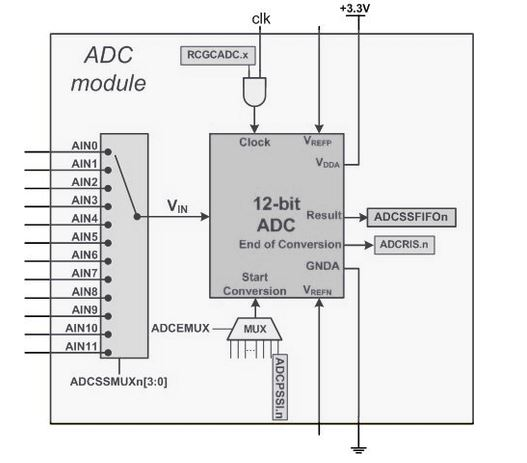 clk
+3.3V
ADC
module
RCGCADC.x
Clock
VREFP
VDDA
AIN0
AIN1
AIN2
AIN3
AIN4
AIN5
AIN6
AIN7
AIN8
AIN9
AIN10
AIN11
VIN
12-bit
ADC
Result
ADCSSFIFOn
End of Conversion
ADCRIS.n
GNDA
Start
Conversion
VREFN
ADCEMUX
MUX
...
ADCPSSI.n
ADCSSMUXn[3:0]